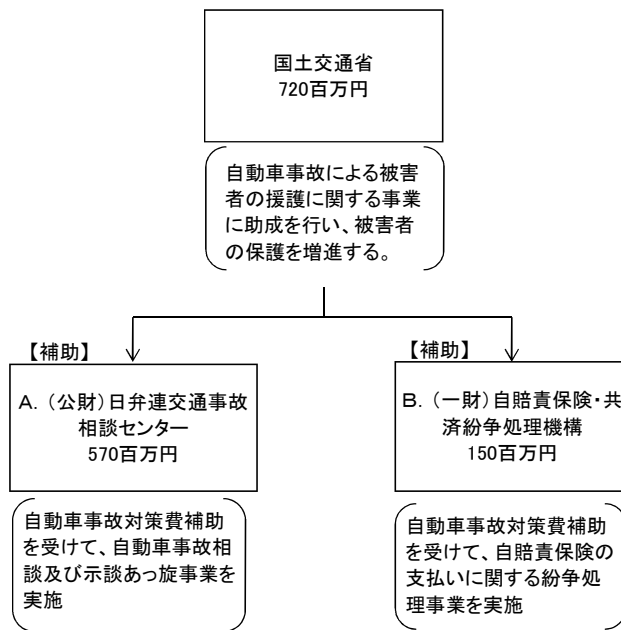 国土交通省
720百万円
自動車事故による被害
者の援護に関する事業
に助成を行い、被害者
の保護を増進する。
【補助】
A．（公財）日弁連交通事故
相談センター
570百万円
自動車事故対策費補助
を受けて、自動車事故相
談及び示談あっ旋事業を
実施
【補助】
B．（一財）自賠責保険・共
済紛争処理機構
150百万円
自動車事故対策費補助
を受けて、自賠責保険の
支払いに関する紛争処
理事業を実施